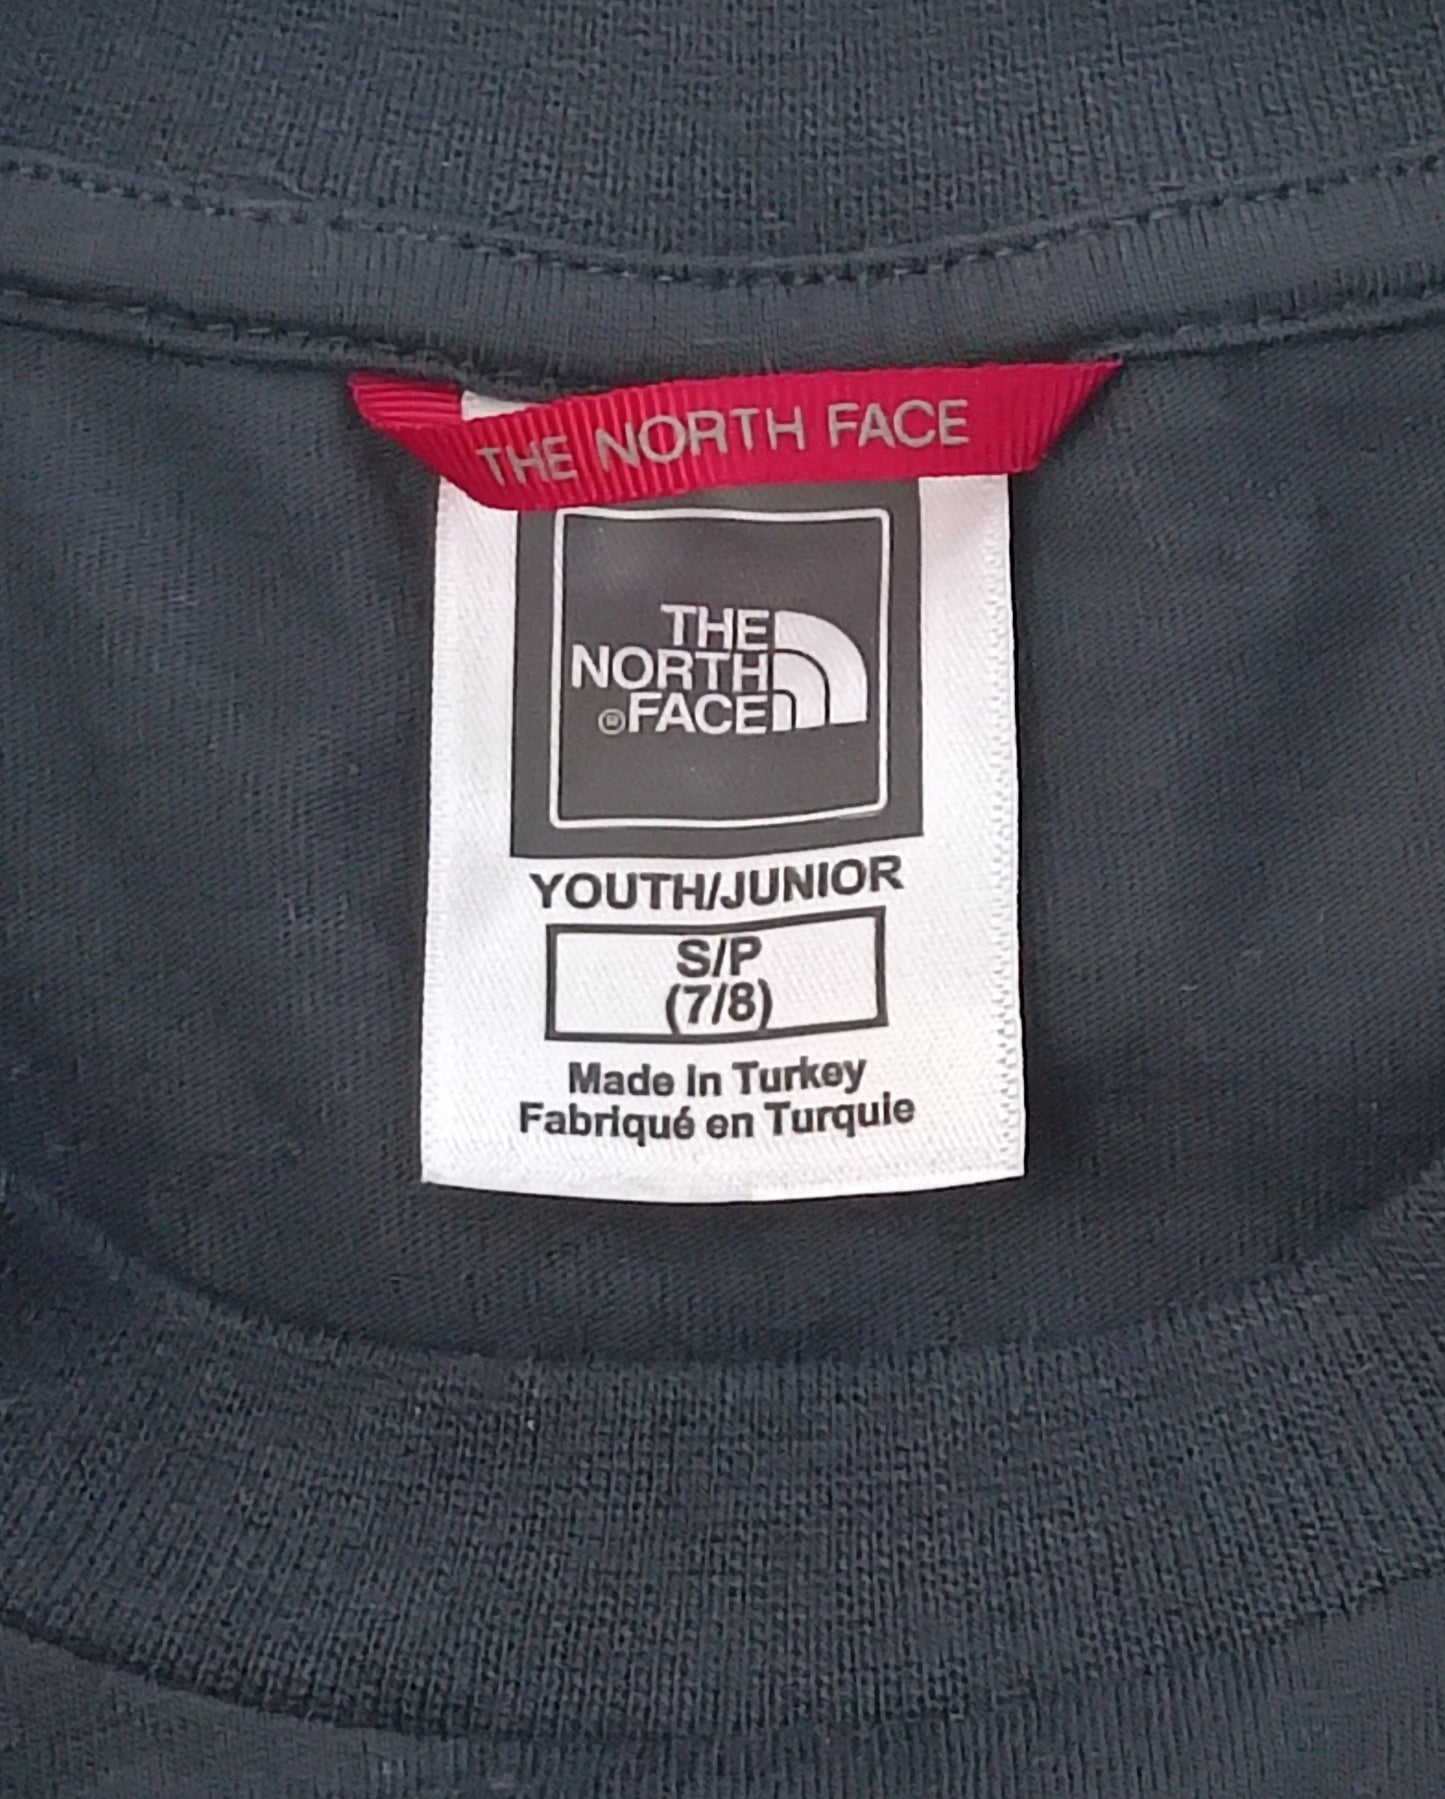 THE NORTH FACE
THE
NORTH
®FACE
YOUTH/JUNIOR
S/P
(7/8)
Made In Turkey
Fabriqué en Turquie